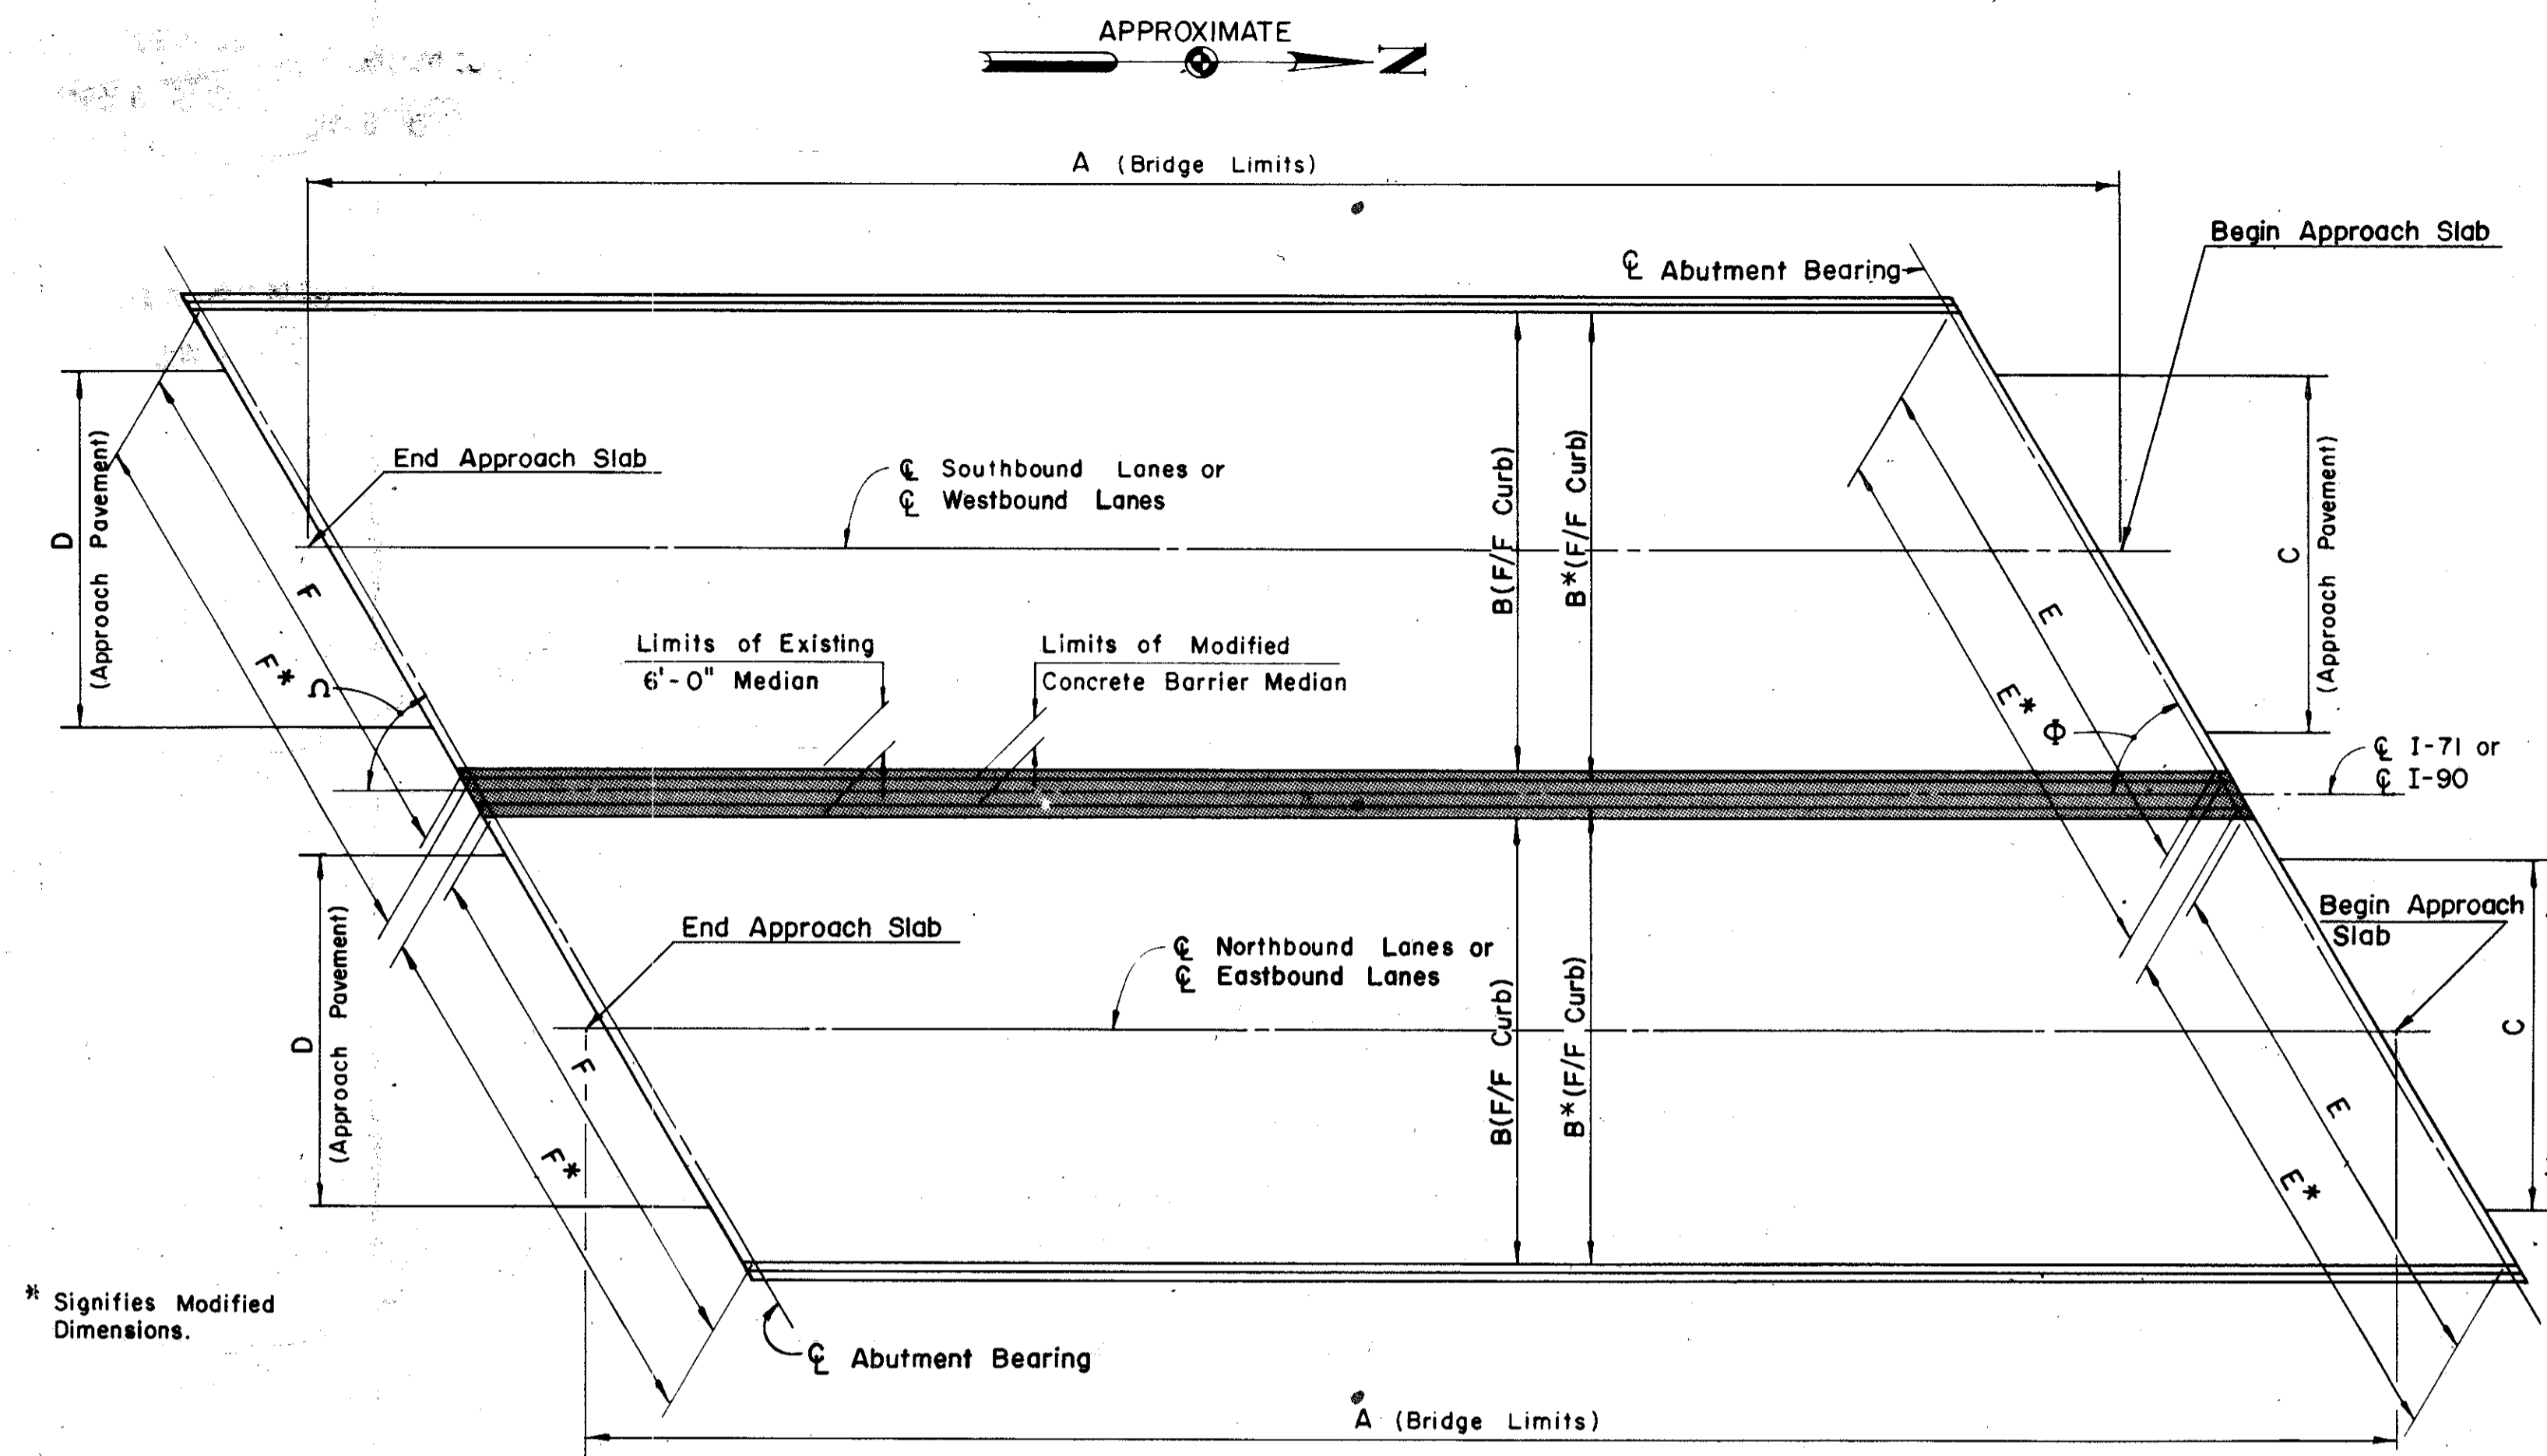 APPROXIMATE
N
A (Bridge Limits)
Begin Approach Slab
℄ Abutment Bearing
D
(Approach Pavement)
End Approach Slab
℄ Southbound Lanes or
℄ Westbound Lanes
B(F/F Curb)
B*(F/F Curb)
C
(Approach Pavement)
F
F*
Ω
E
E*
Φ
Limits of Existing
6'-0" Median
Limits of Modified
Concrete Barrier Median
℄ I-71 or
℄ I-90
D
(Approach Pavement)
End Approach Slab
℄ Northbound Lanes or
℄ Eastbound Lanes
B(F/F Curb)
B*(F/F Curb)
Begin Approach
Slab
C
F
F*
E
E*
* Signifies Modified
Dimensions.
℄ Abutment Bearing
A (Bridge Limits)